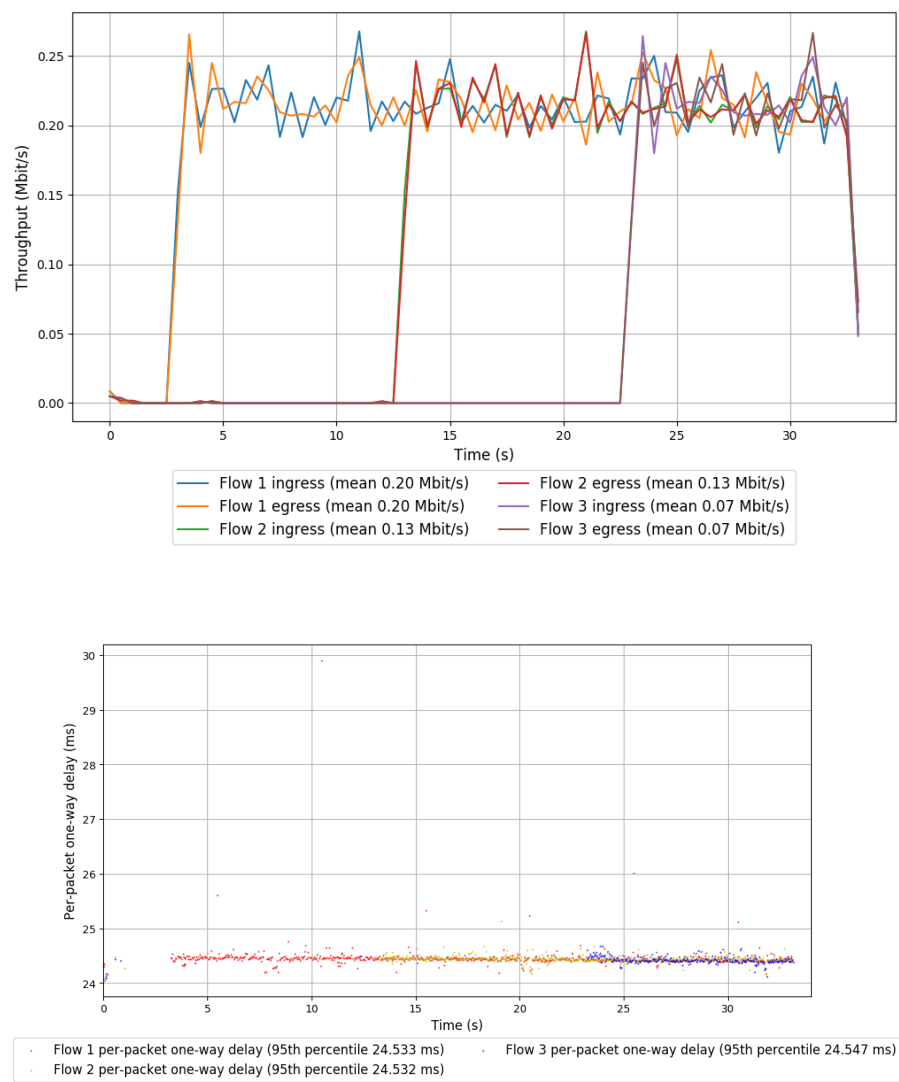 0.25
0.20
0.15
0.10
0.05
0.00
Throughput (Mbit/s)
0 5 10 15 20 25 30
Time (s)
Flow 1 ingress (mean 0.20 Mbit/s)
Flow 1 egress (mean 0.20 Mbit/s)
Flow 2 ingress (mean 0.13 Mbit/s)
Flow 2 egress (mean 0.13 Mbit/s)
Flow 3 ingress (mean 0.07 Mbit/s)
Flow 3 egress (mean 0.07 Mbit/s)
30
29
28
27
26
25
24
Per-packet one-way delay (ms)
0 5 10 15 20 25 30
Time (s)
Flow 1 per-packet one-way delay (95th percentile 24.533 ms)
Flow 2 per-packet one-way delay (95th percentile 24.532 ms)
Flow 3 per-packet one-way delay (95th percentile 24.547 ms)